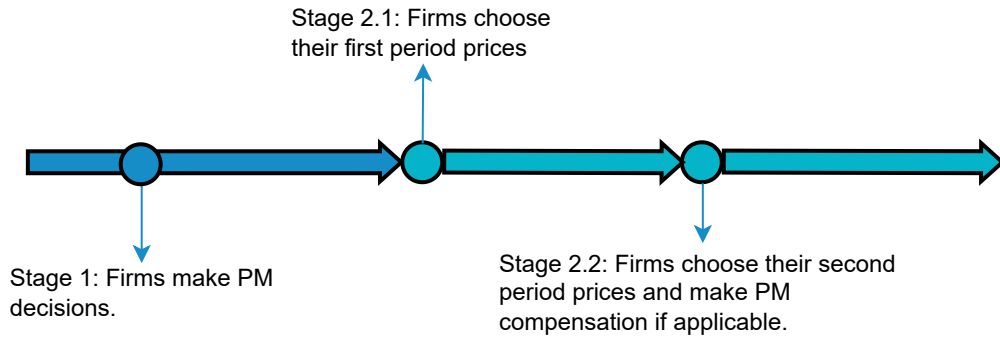 Stage 2.1: Firms choose
their first period prices
Stage 1: Firms make PM
decisions.
Stage 2.2: Firms choose their second
period prices and make PM
compensation if applicable.